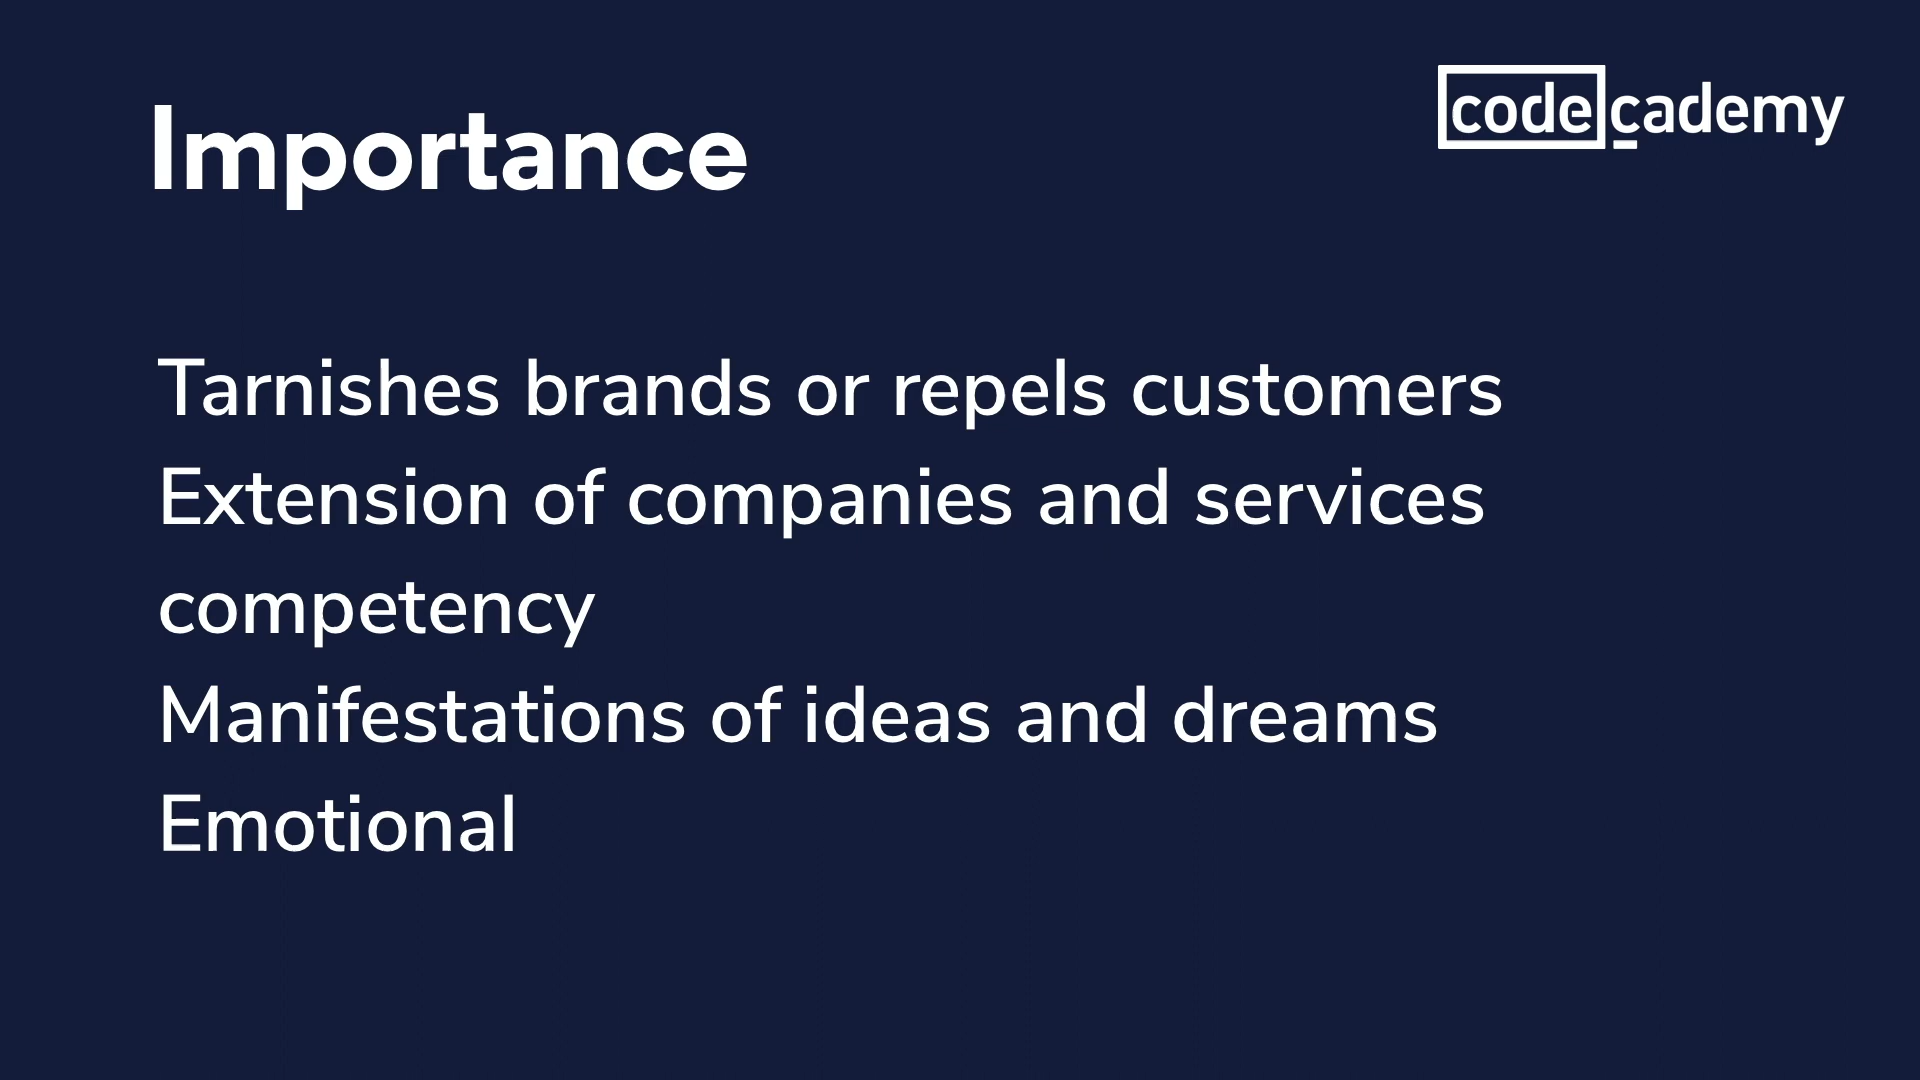 Importance
codecademy
Tarnishes brands or repels customers
Extension of companies and services
competency
Manifestations of ideas and dreams
Emotional